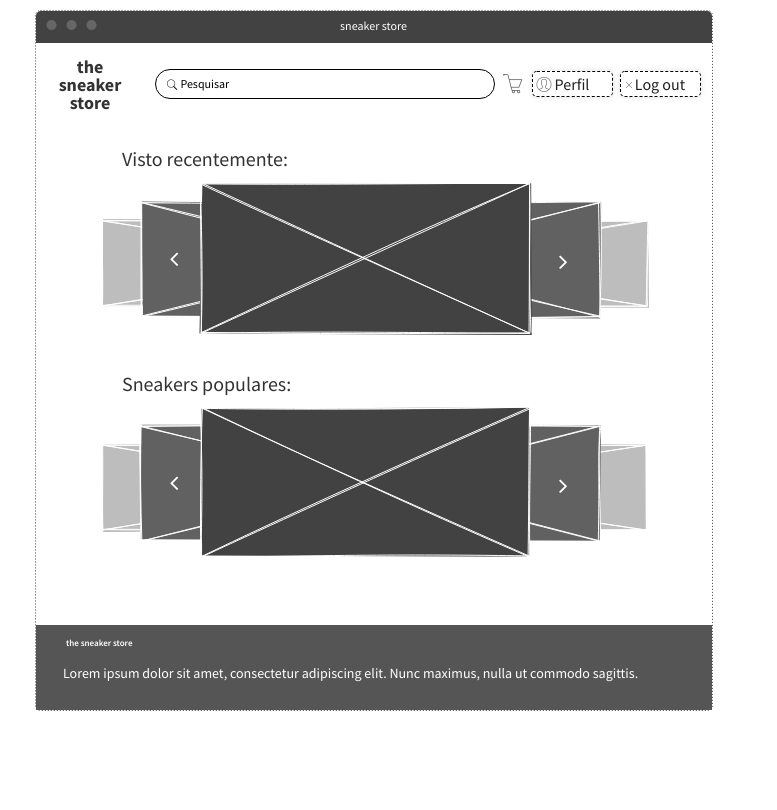 sneaker store
the
sneaker
store
Pesquisar
Perfil
Log out
Visto recentemente:
Sneakers populares:
the sneaker store
Lorem ipsum dolor sit amet, consectetur adipiscing elit. Nunc maximus, nulla ut commodo sagittis.